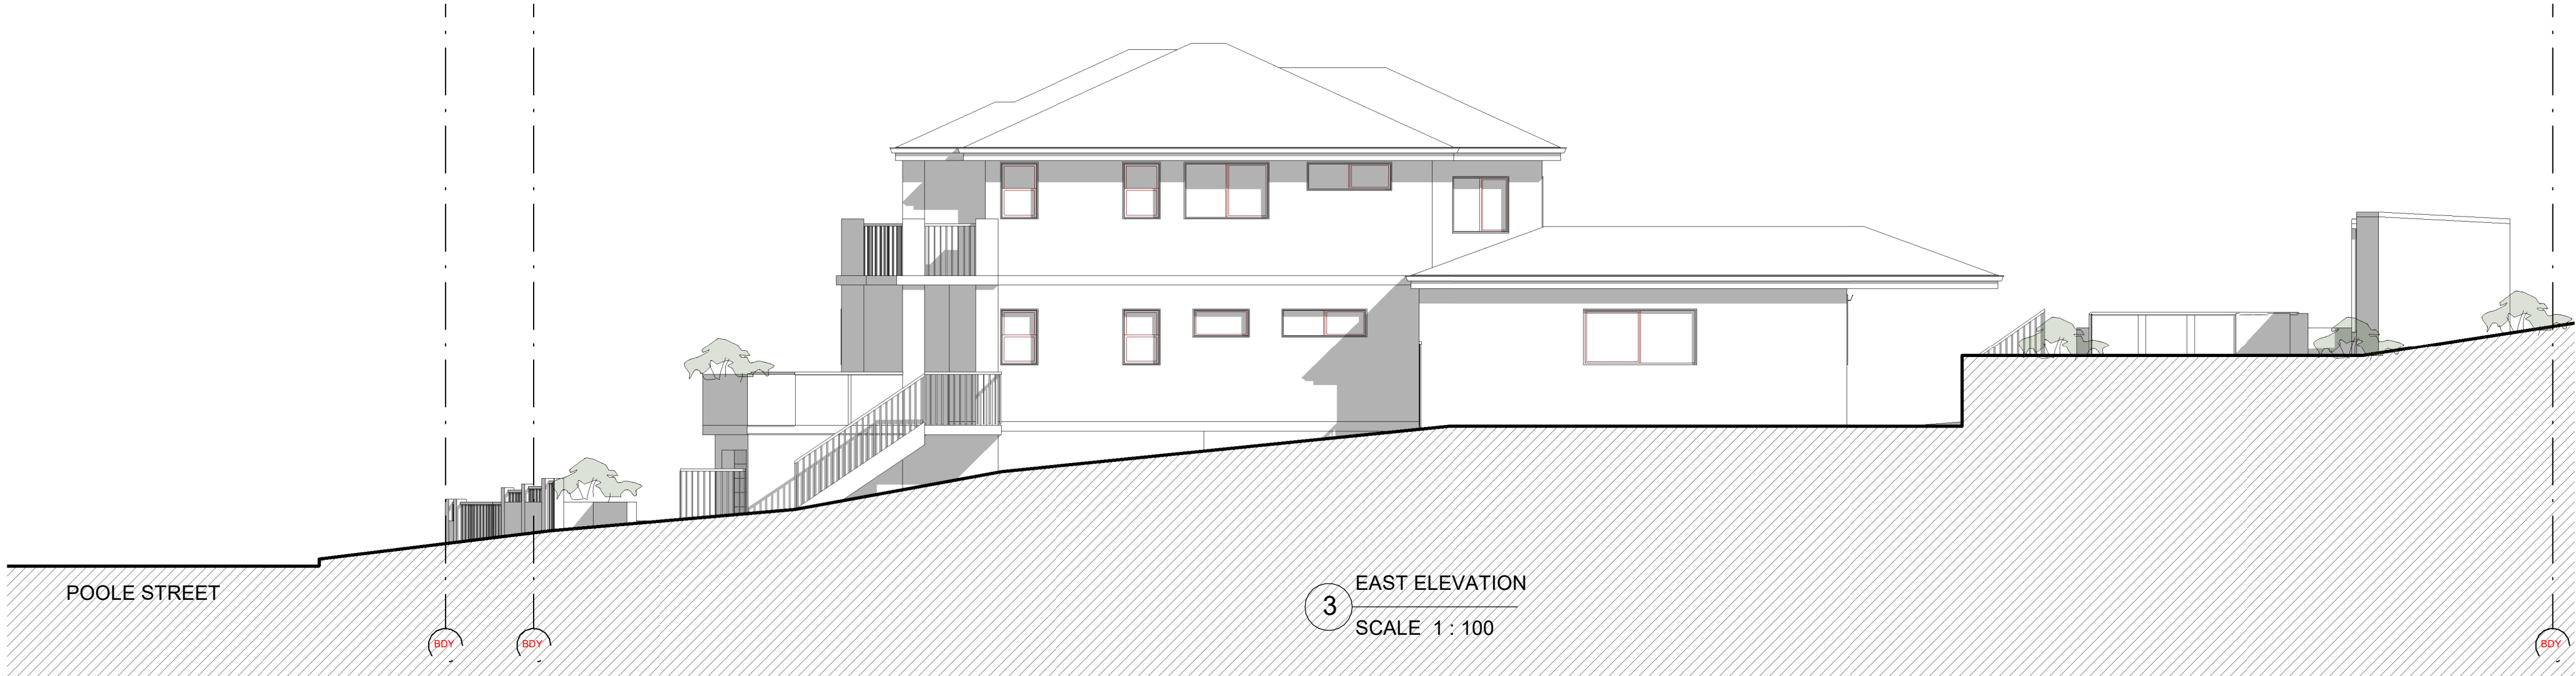 POOLE STREET
3
EAST ELEVATION
SCALE 1 : 100
BDY
BDY
BDY